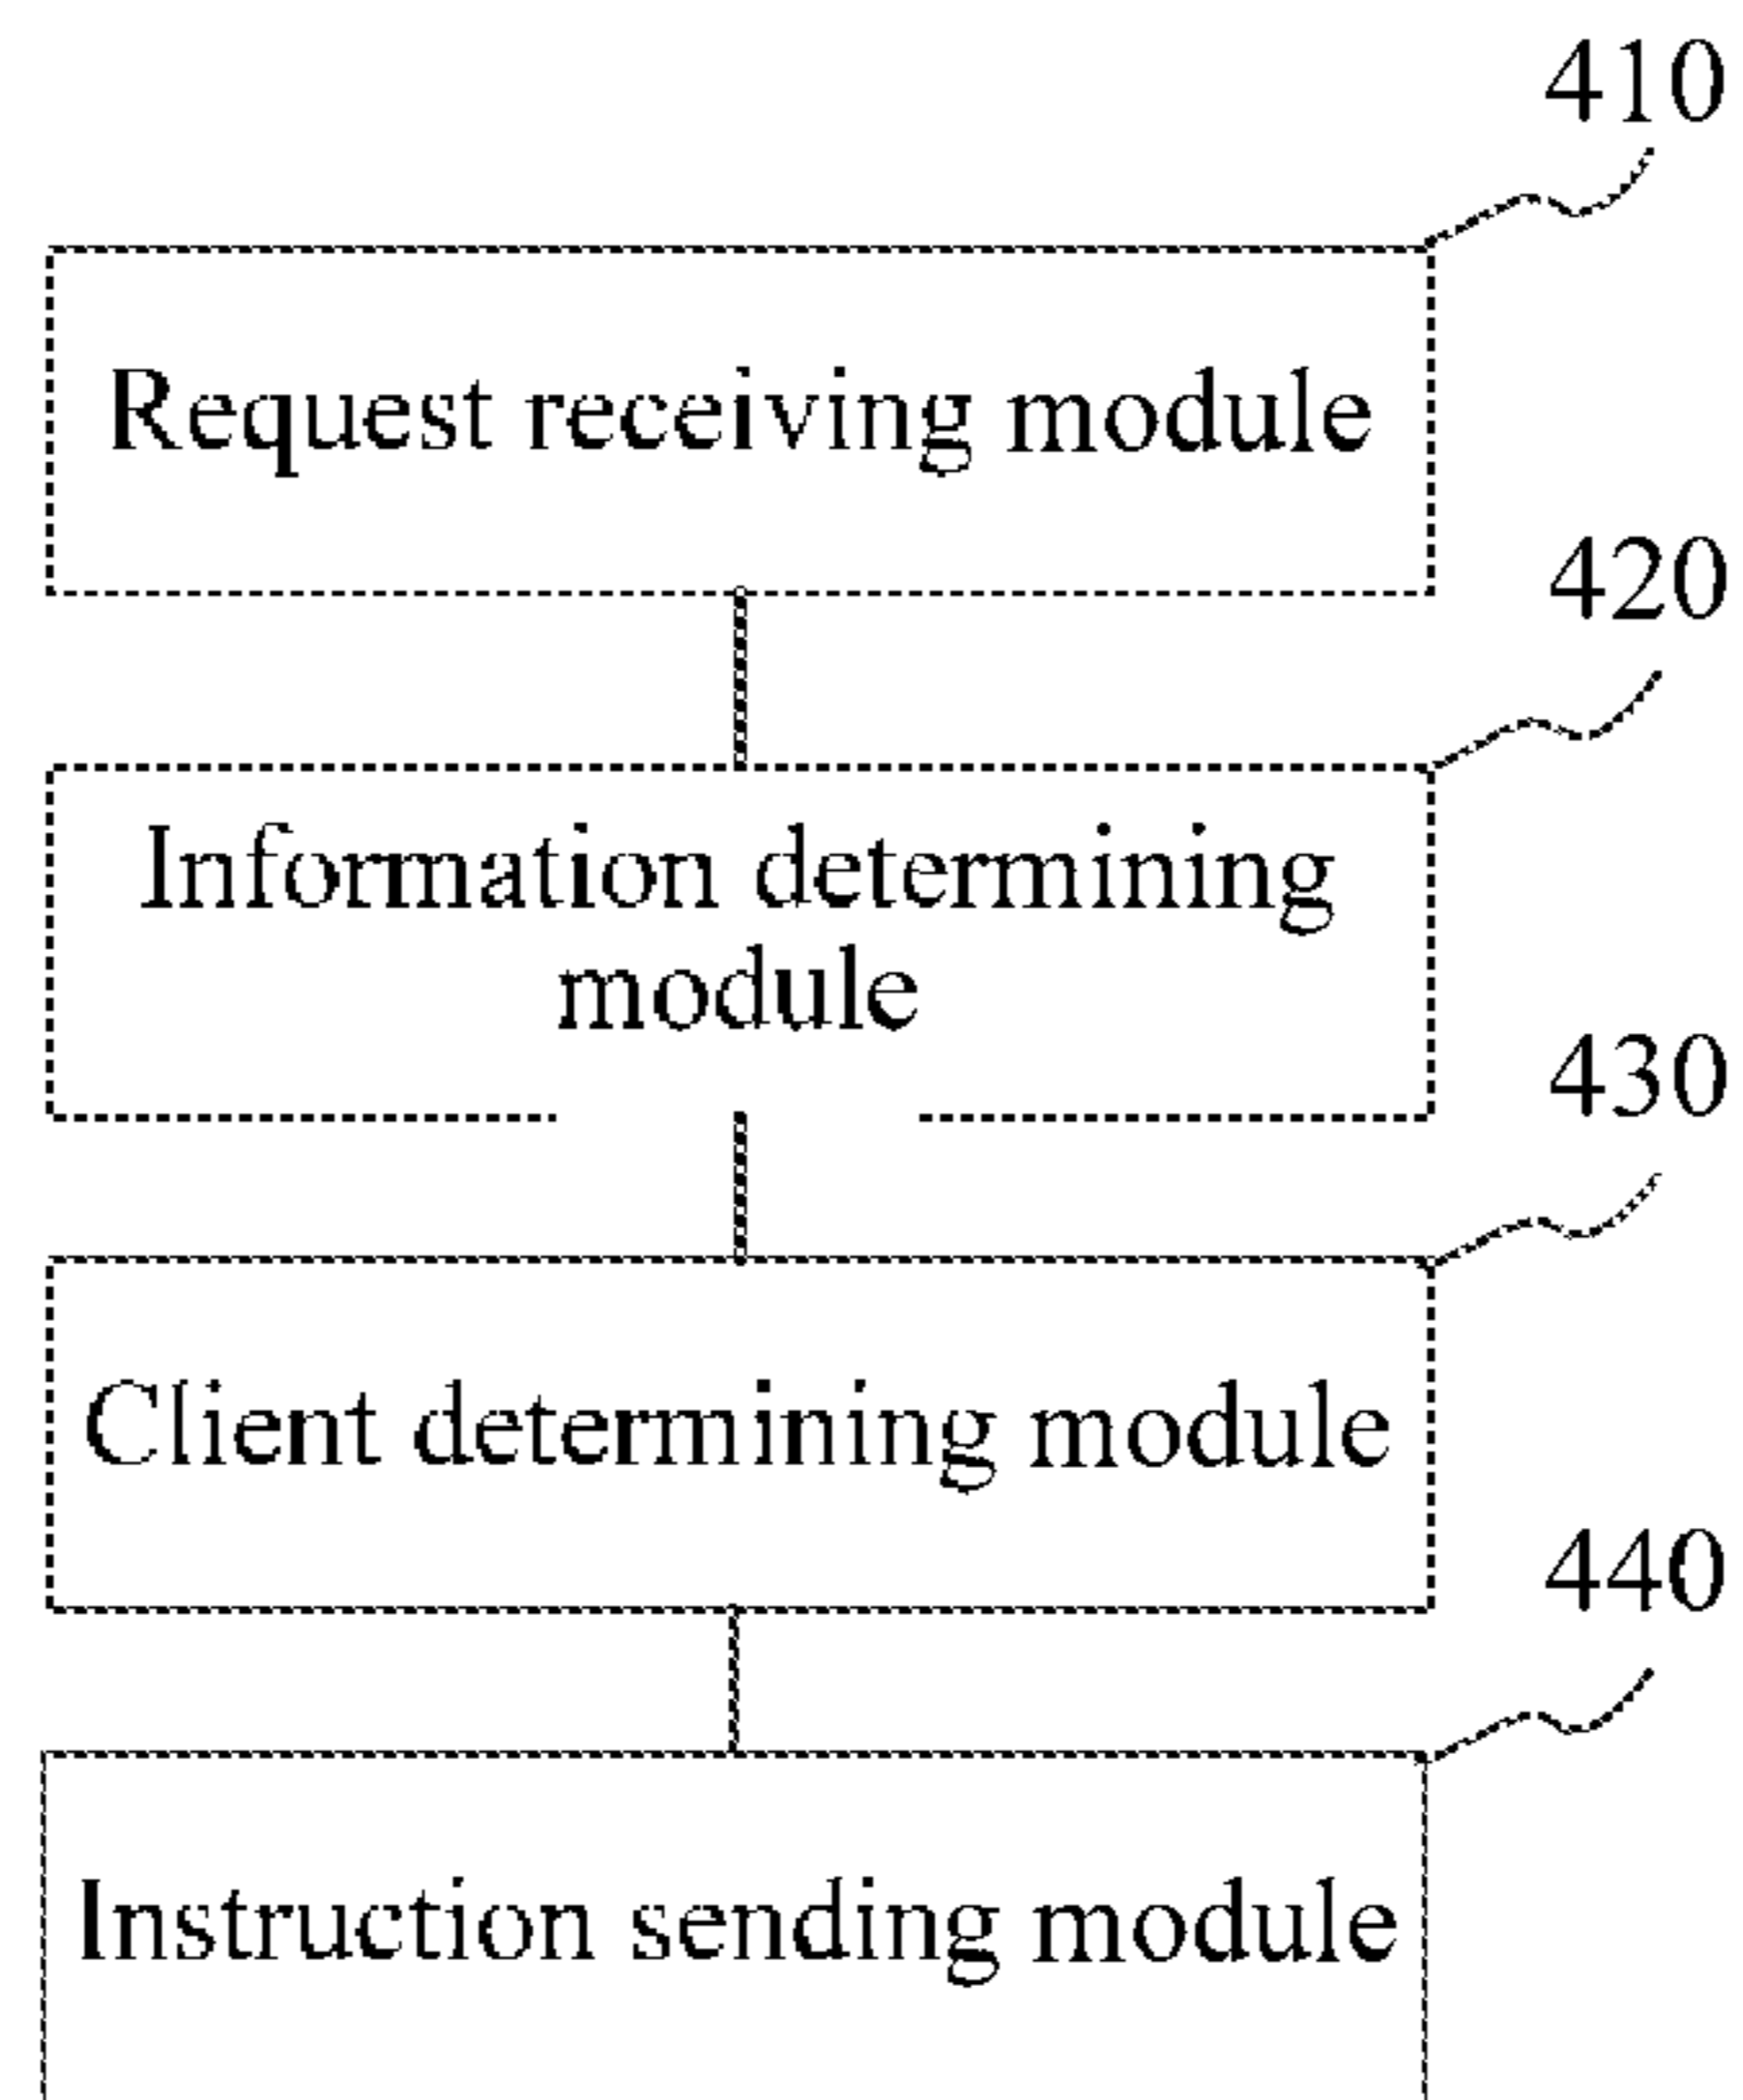 410
Request receiving module
420
Information determining
module
430
Client determining module
440
Instruction sending module